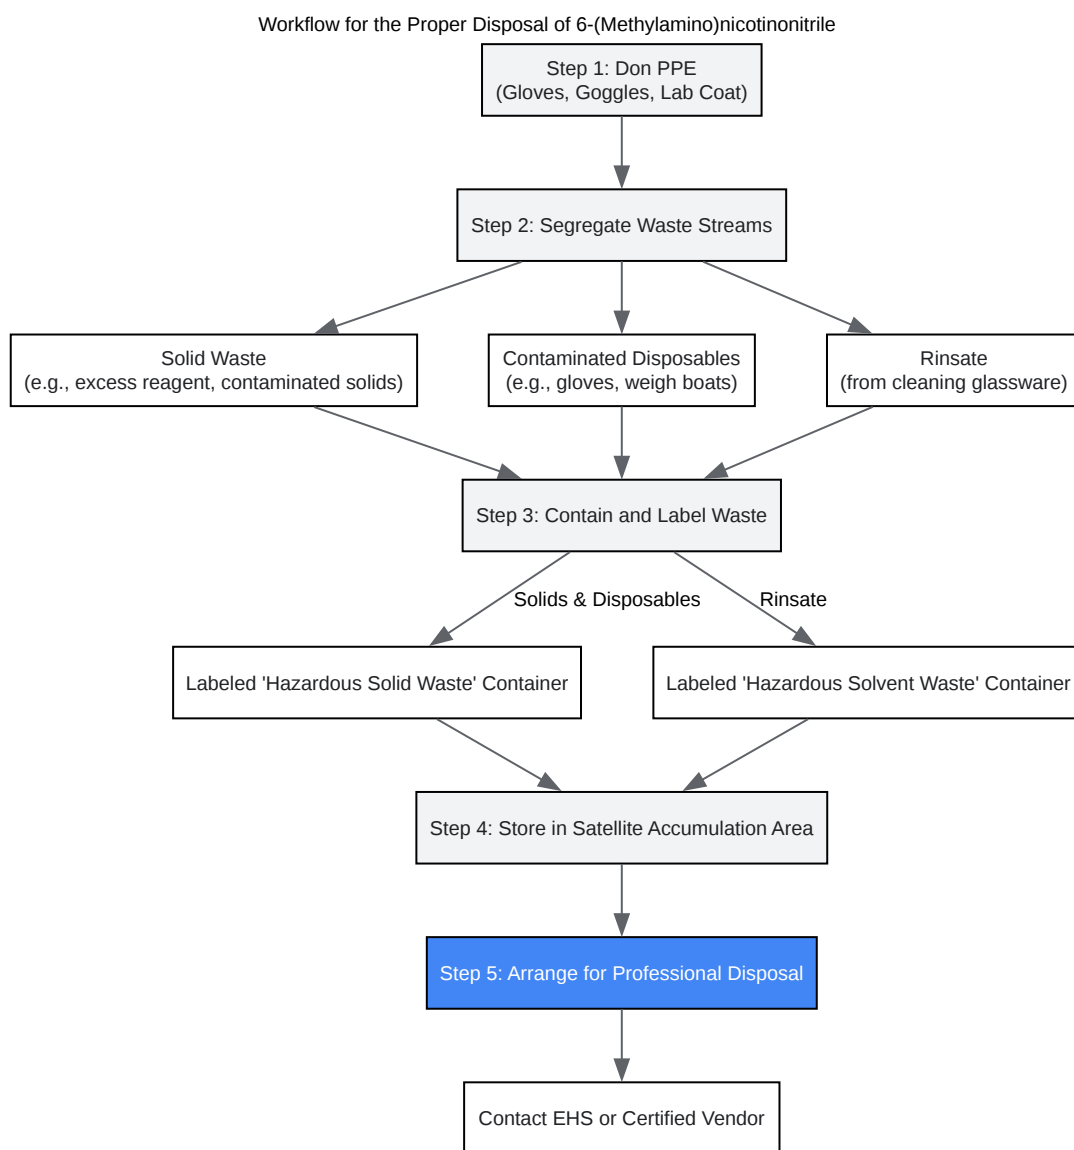 Workflow for the Proper Disposal of 6-(Methylamino)nicotinonitrile
Step 1: Don PPE
(Gloves, Goggles, Lab Coat)
Step 2: Segregate Waste Streams
Solid Waste
(e.g., excess reagent, contaminated solids)
Contaminated Disposables
(e.g., gloves, weigh boats)
Rinsate
(from cleaning glassware)
Step 3: Contain and Label Waste
Solids & Disposables
Rinsate
Labeled 'Hazardous Solid Waste' Container
Labeled 'Hazardous Solvent Waste' Container
Step 4: Store in Satellite Accumulation Area
Step 5: Arrange for Professional Disposal
Contact EHS or Certified Vendor